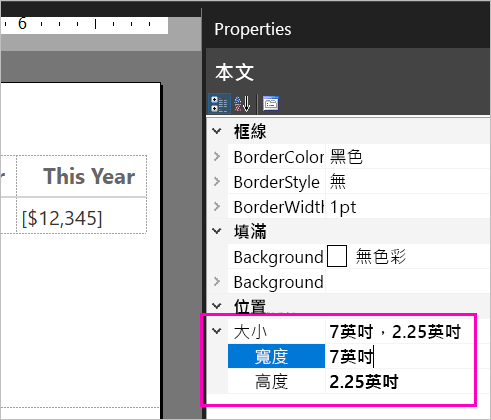 6
Properties
本文
框線
BorderColor 黑色
BorderStyle 無
BorderWidth 1pt
填滿
Background 無色彩
Background
位置
大小 7英吋，2.25英吋
寬度 7英吋
高度 2.25英吋
r This Year
[$12,345]